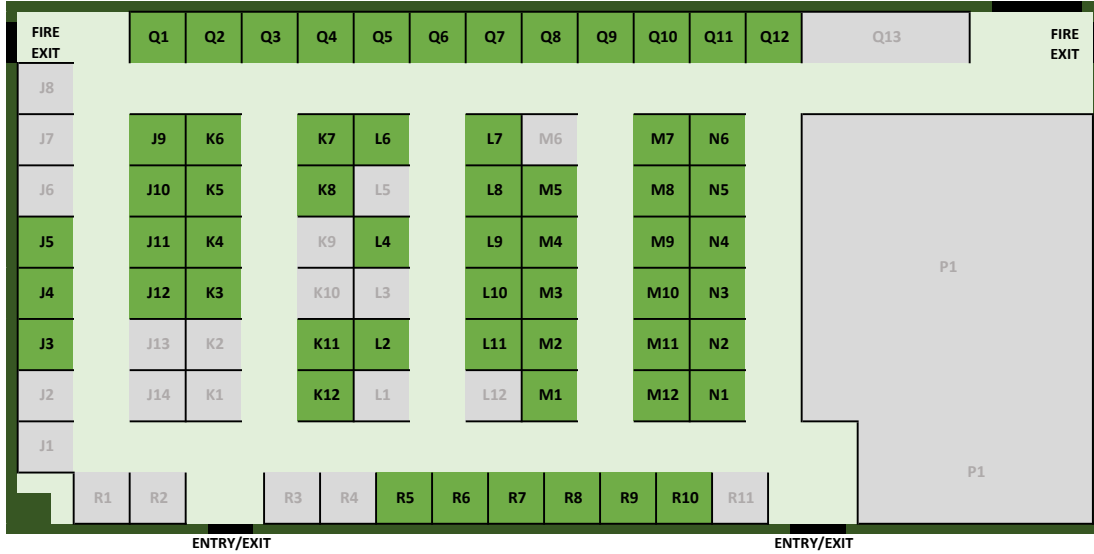 FIRE
EXIT
Q1 Q2 Q3 Q4 Q5 Q6 Q7 Q8 Q9 Q10 Q11 Q12 Q13
FIRE
EXIT
J8
J7 J9 K6 K7 L6 L7 M6 M7 N6
J6 J10 K5 K8 L5 L8 M5 M8 N5
J5 J11 K4 K9 L4 L9 M4 M9 N4
P1
J4 J12 K3 K10 L3 L10 M3 M10 N3
J3 J13 K2 K11 L2 L11 M2 M11 N2
J2 J14 K1 K12 L1 L12 M1 M12 N1
J1
P1
R1 R2 R3 R4 R5 R6 R7 R8 R9 R10 R11
ENTRY/EXIT ENTRY/EXIT